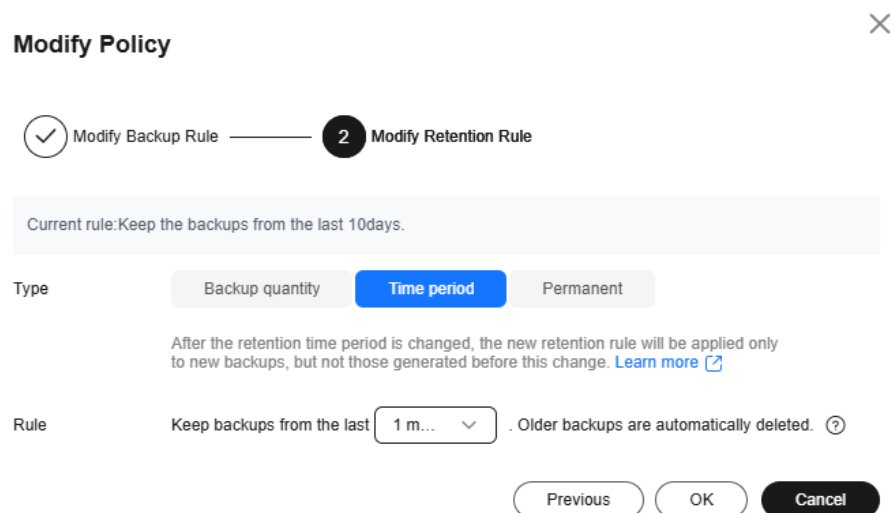 Modify Policy
Modify Backup Rule 2 Modify Retention Rule
Current rule:Keep the backups from the last 10days.
Type Backup quantity Time period Permanent
After the retention time period is changed, the new retention rule will be applied only
to new backups, but not those generated before this change. Learn more
Rule Keep backups from the last 1 m... . Older backups are automatically deleted. ?
Previous OK Cancel